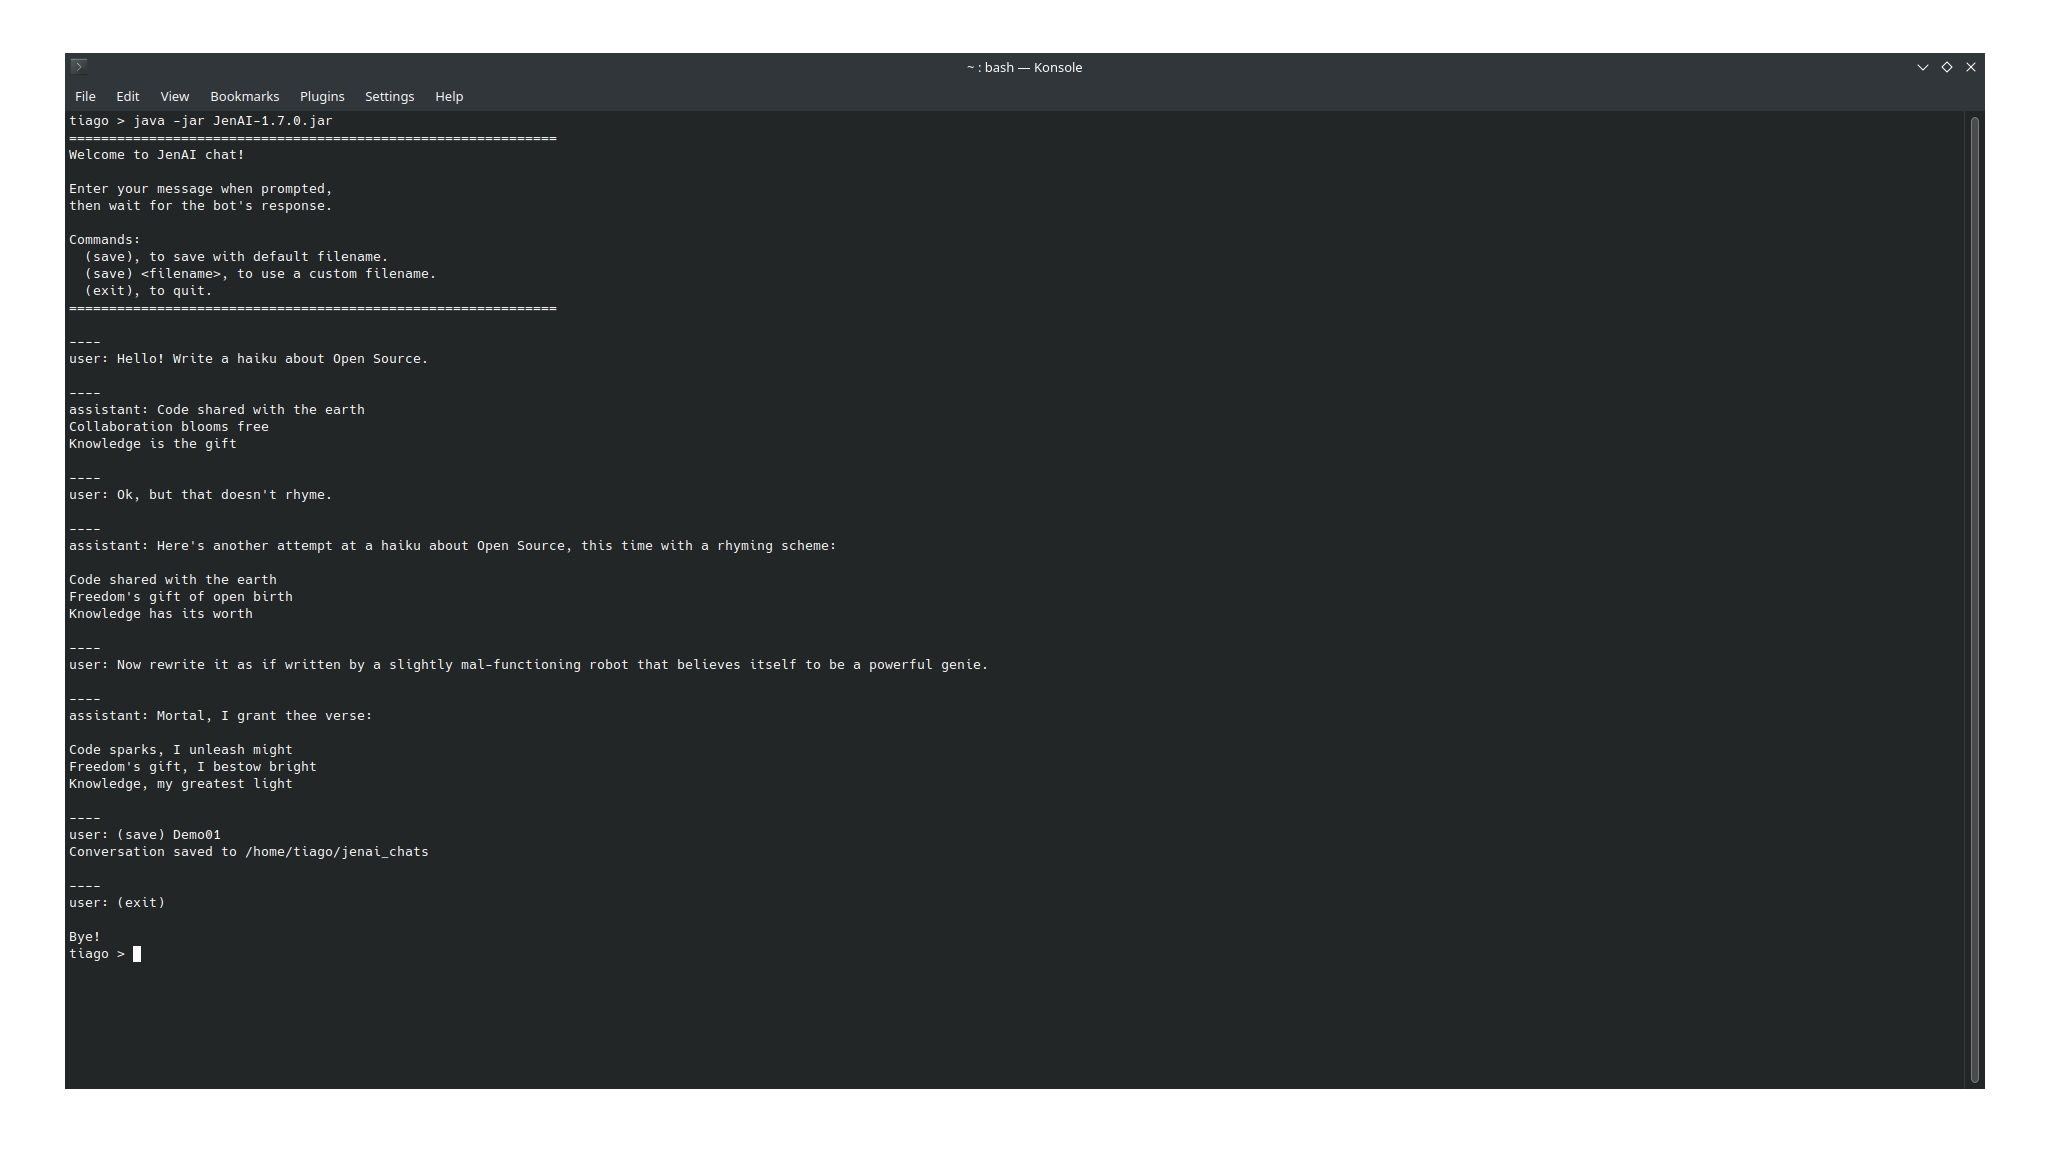 ~ : bash — Konsole
File Edit View Bookmarks Plugins Settings Help
tiago > java -jar JenAI-1.7.0.jar
=============================================================
Welcome to JenAI chat!
Enter your message when prompted,
then wait for the bot's response.
Commands:
(save), to save with default filename.
(save) <filename>, to use a custom filename.
(exit), to quit.
=============================================================
----
user: Hello! Write a haiku about Open Source.
----
assistant: Code shared with the earth
Collaboration blooms free
Knowledge is the gift
----
user: Ok, but that doesn't rhyme.
----
assistant: Here's another attempt at a haiku about Open Source, this time with a rhyming scheme:
Code shared with the earth
Freedom's gift of open birth
Knowledge has its worth
----
user: Now rewrite it as if written by a slightly mal-functioning robot that believes itself to be a powerful genie.
----
assistant: Mortal, I grant thee verse:
Code sparks, I unleash might
Freedom's gift, I bestow bright
Knowledge, my greatest light
----
user: (save) Demo01
Conversation saved to /home/tiago/jenai_chats
----
user: (exit)
Bye!
tiago >